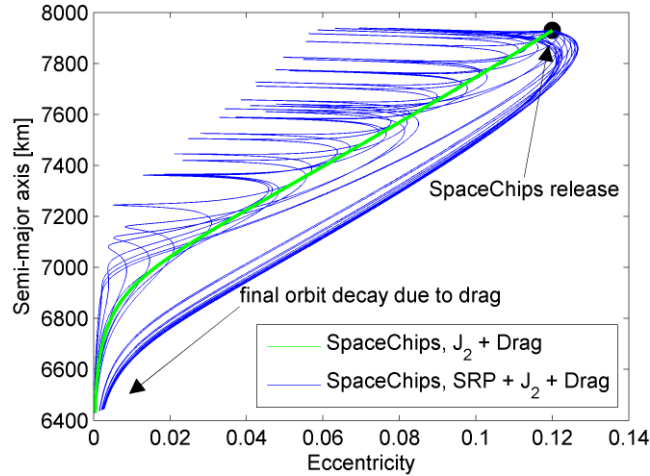 8000
7800
7600
7400
7200
7000
6800
6600
6400
Semi-major axis [km]
SpaceChips release
final orbit decay due to drag
SpaceChips, J₂ + Drag
SpaceChips, SRP + J₂ + Drag
0 0.02 0.04 0.06 0.08 0.1 0.12 0.14
Eccentricity